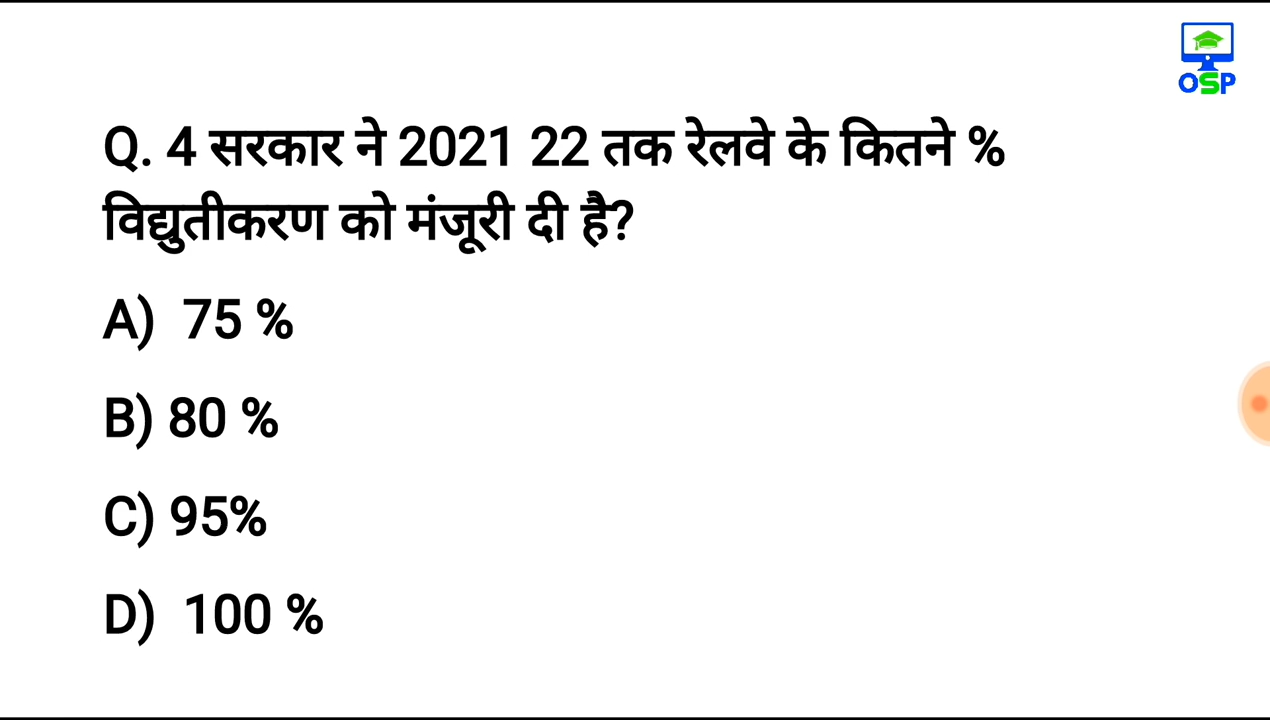 OSP
Q. 4 सरकार ने 2021 22 तक रेलवे के कितने %
विद्युतीकरण को मंजूरी दी है?
A) 75 %
B) 80 %
C) 95%
D) 100 %